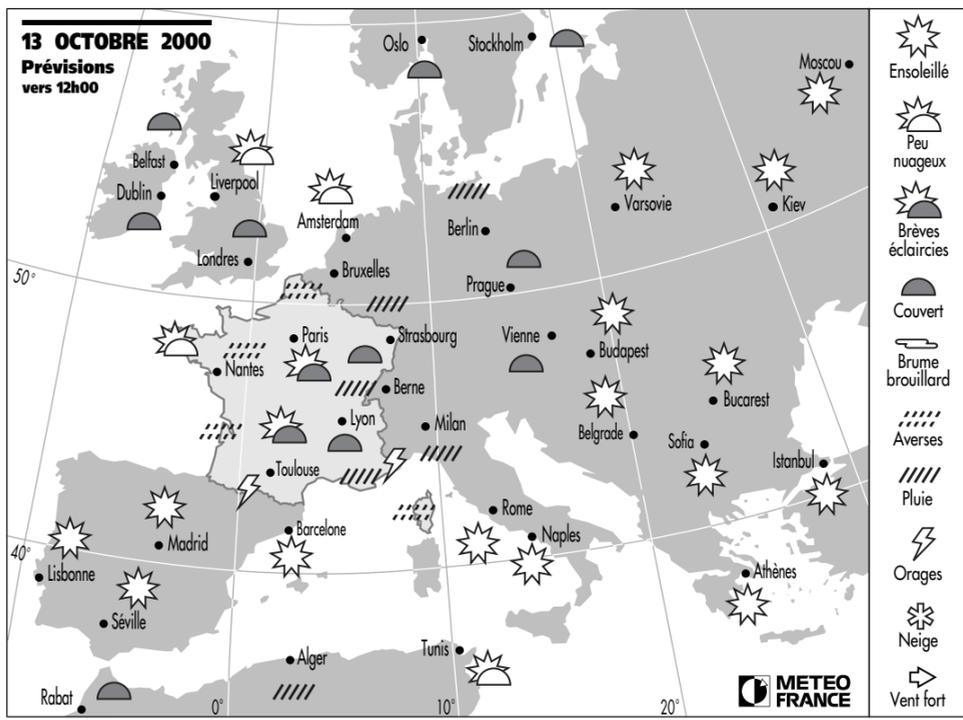 13 OCTOBRE 2000
Prévisions
vers 12h00
Oslo
Stockholm
Moscou
Belfast
Dublin
Liverpool
Amsterdam
Berlin
Varsovie
Kiev
Londres
Bruxelles
Prague
50°
Paris
Strasbourg
Vienne
Budapest
Nantes
Berne
Bucarest
Lyon
Milan
Belgrade
Sofia
Istanbul
Toulouse
Rome
Barcelone
Naples
Madrid
40°
Lisbonne
Athènes
Séville
Tunis
Alger
Rabat
0°
10°
20°
METEO
FRANCE
Ensoleillé
Peu
nuageux
Brèves
éclaircies
Couvert
Brume
brouillard
Averses
Pluie
Orages
Neige
Vent fort